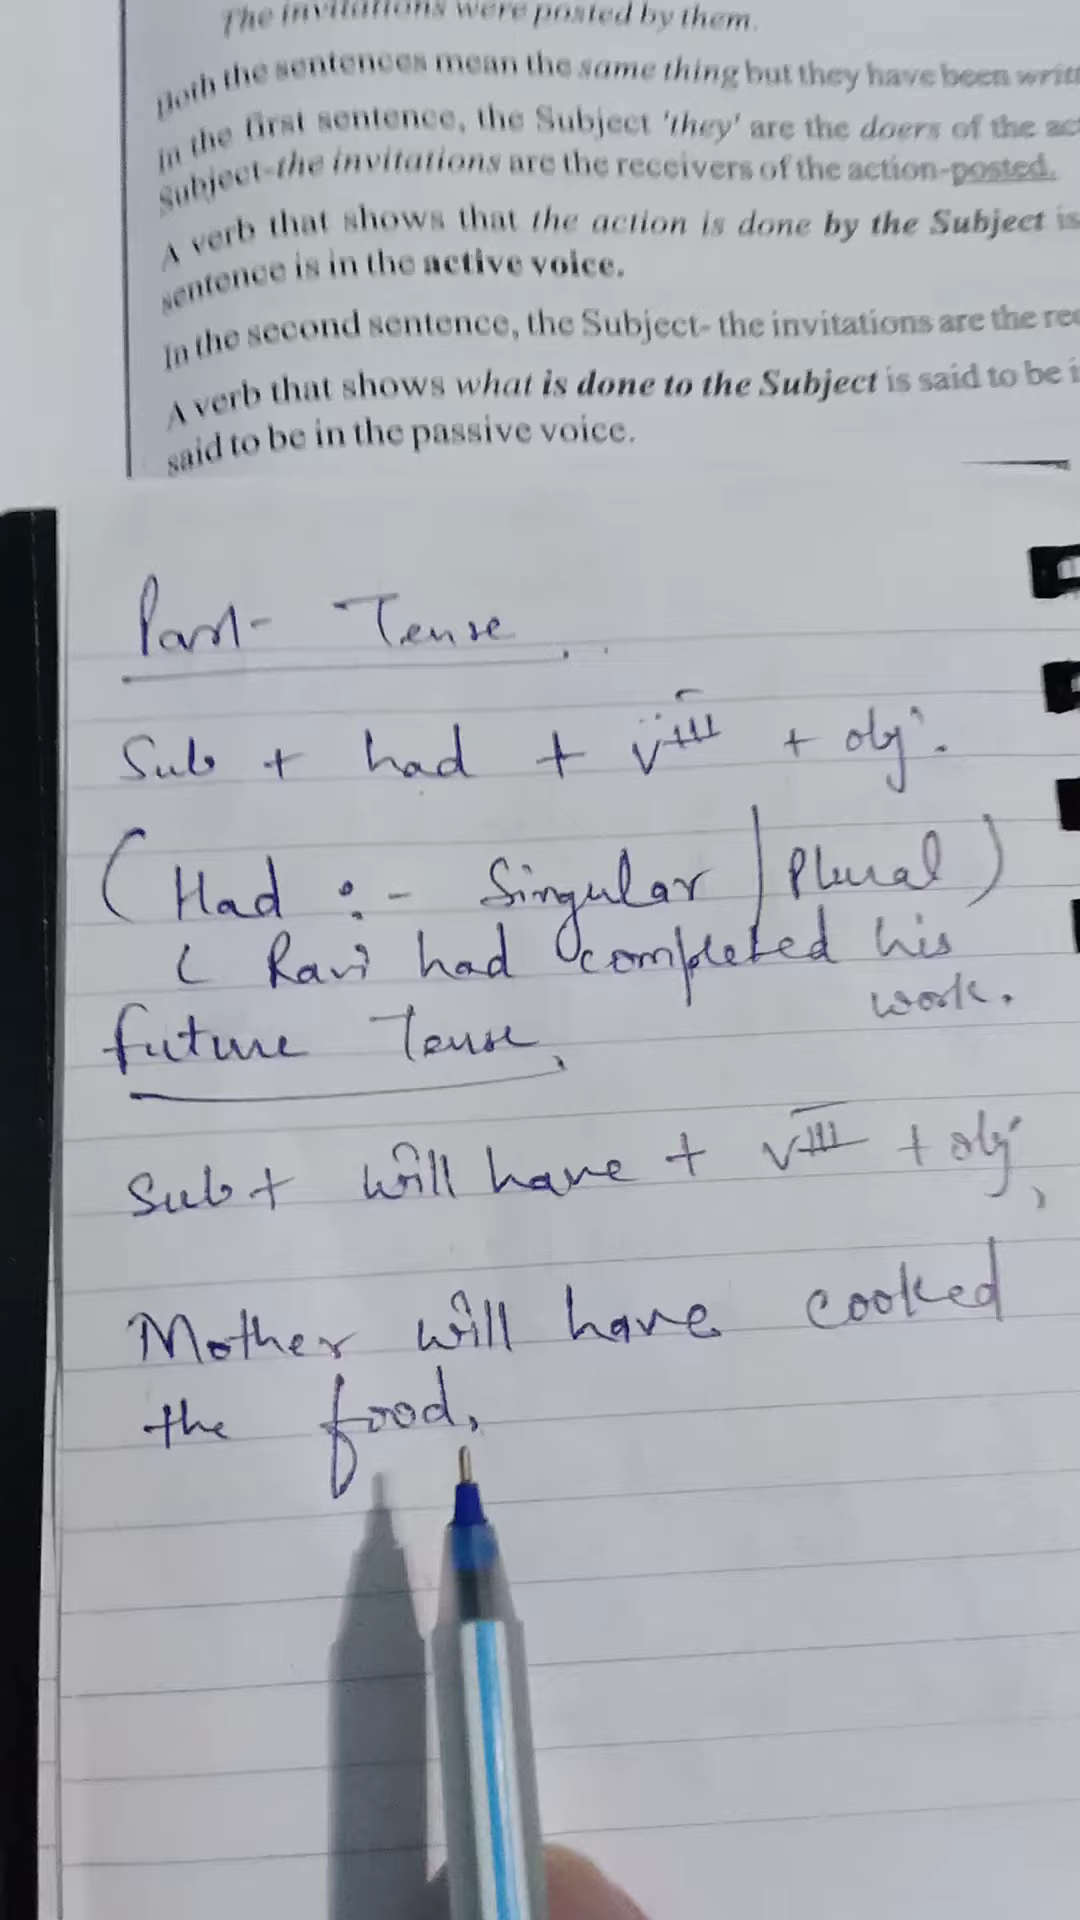 The invitations were posted by them.
Both the sentences mean the same thing but they have been writt
In the first sentence, the Subject 'they' are the doers of the ac
Subject-the invitations are the receivers of the action-posted.
A verb that shows that the action is done by the Subject is
sentence is in the active voice.
In the second sentence, the Subject- the invitations are the rec
A verb that shows what is done to the Subject is said to be i
said to be in the passive voice.
Past- Tense
Sub + had + VIII + obj.
(Had :- Singular / Plural)
( Ravi had completed his
work.
future Tense
Sub + will have + VIII + obj
Mother will have cooked
the food,